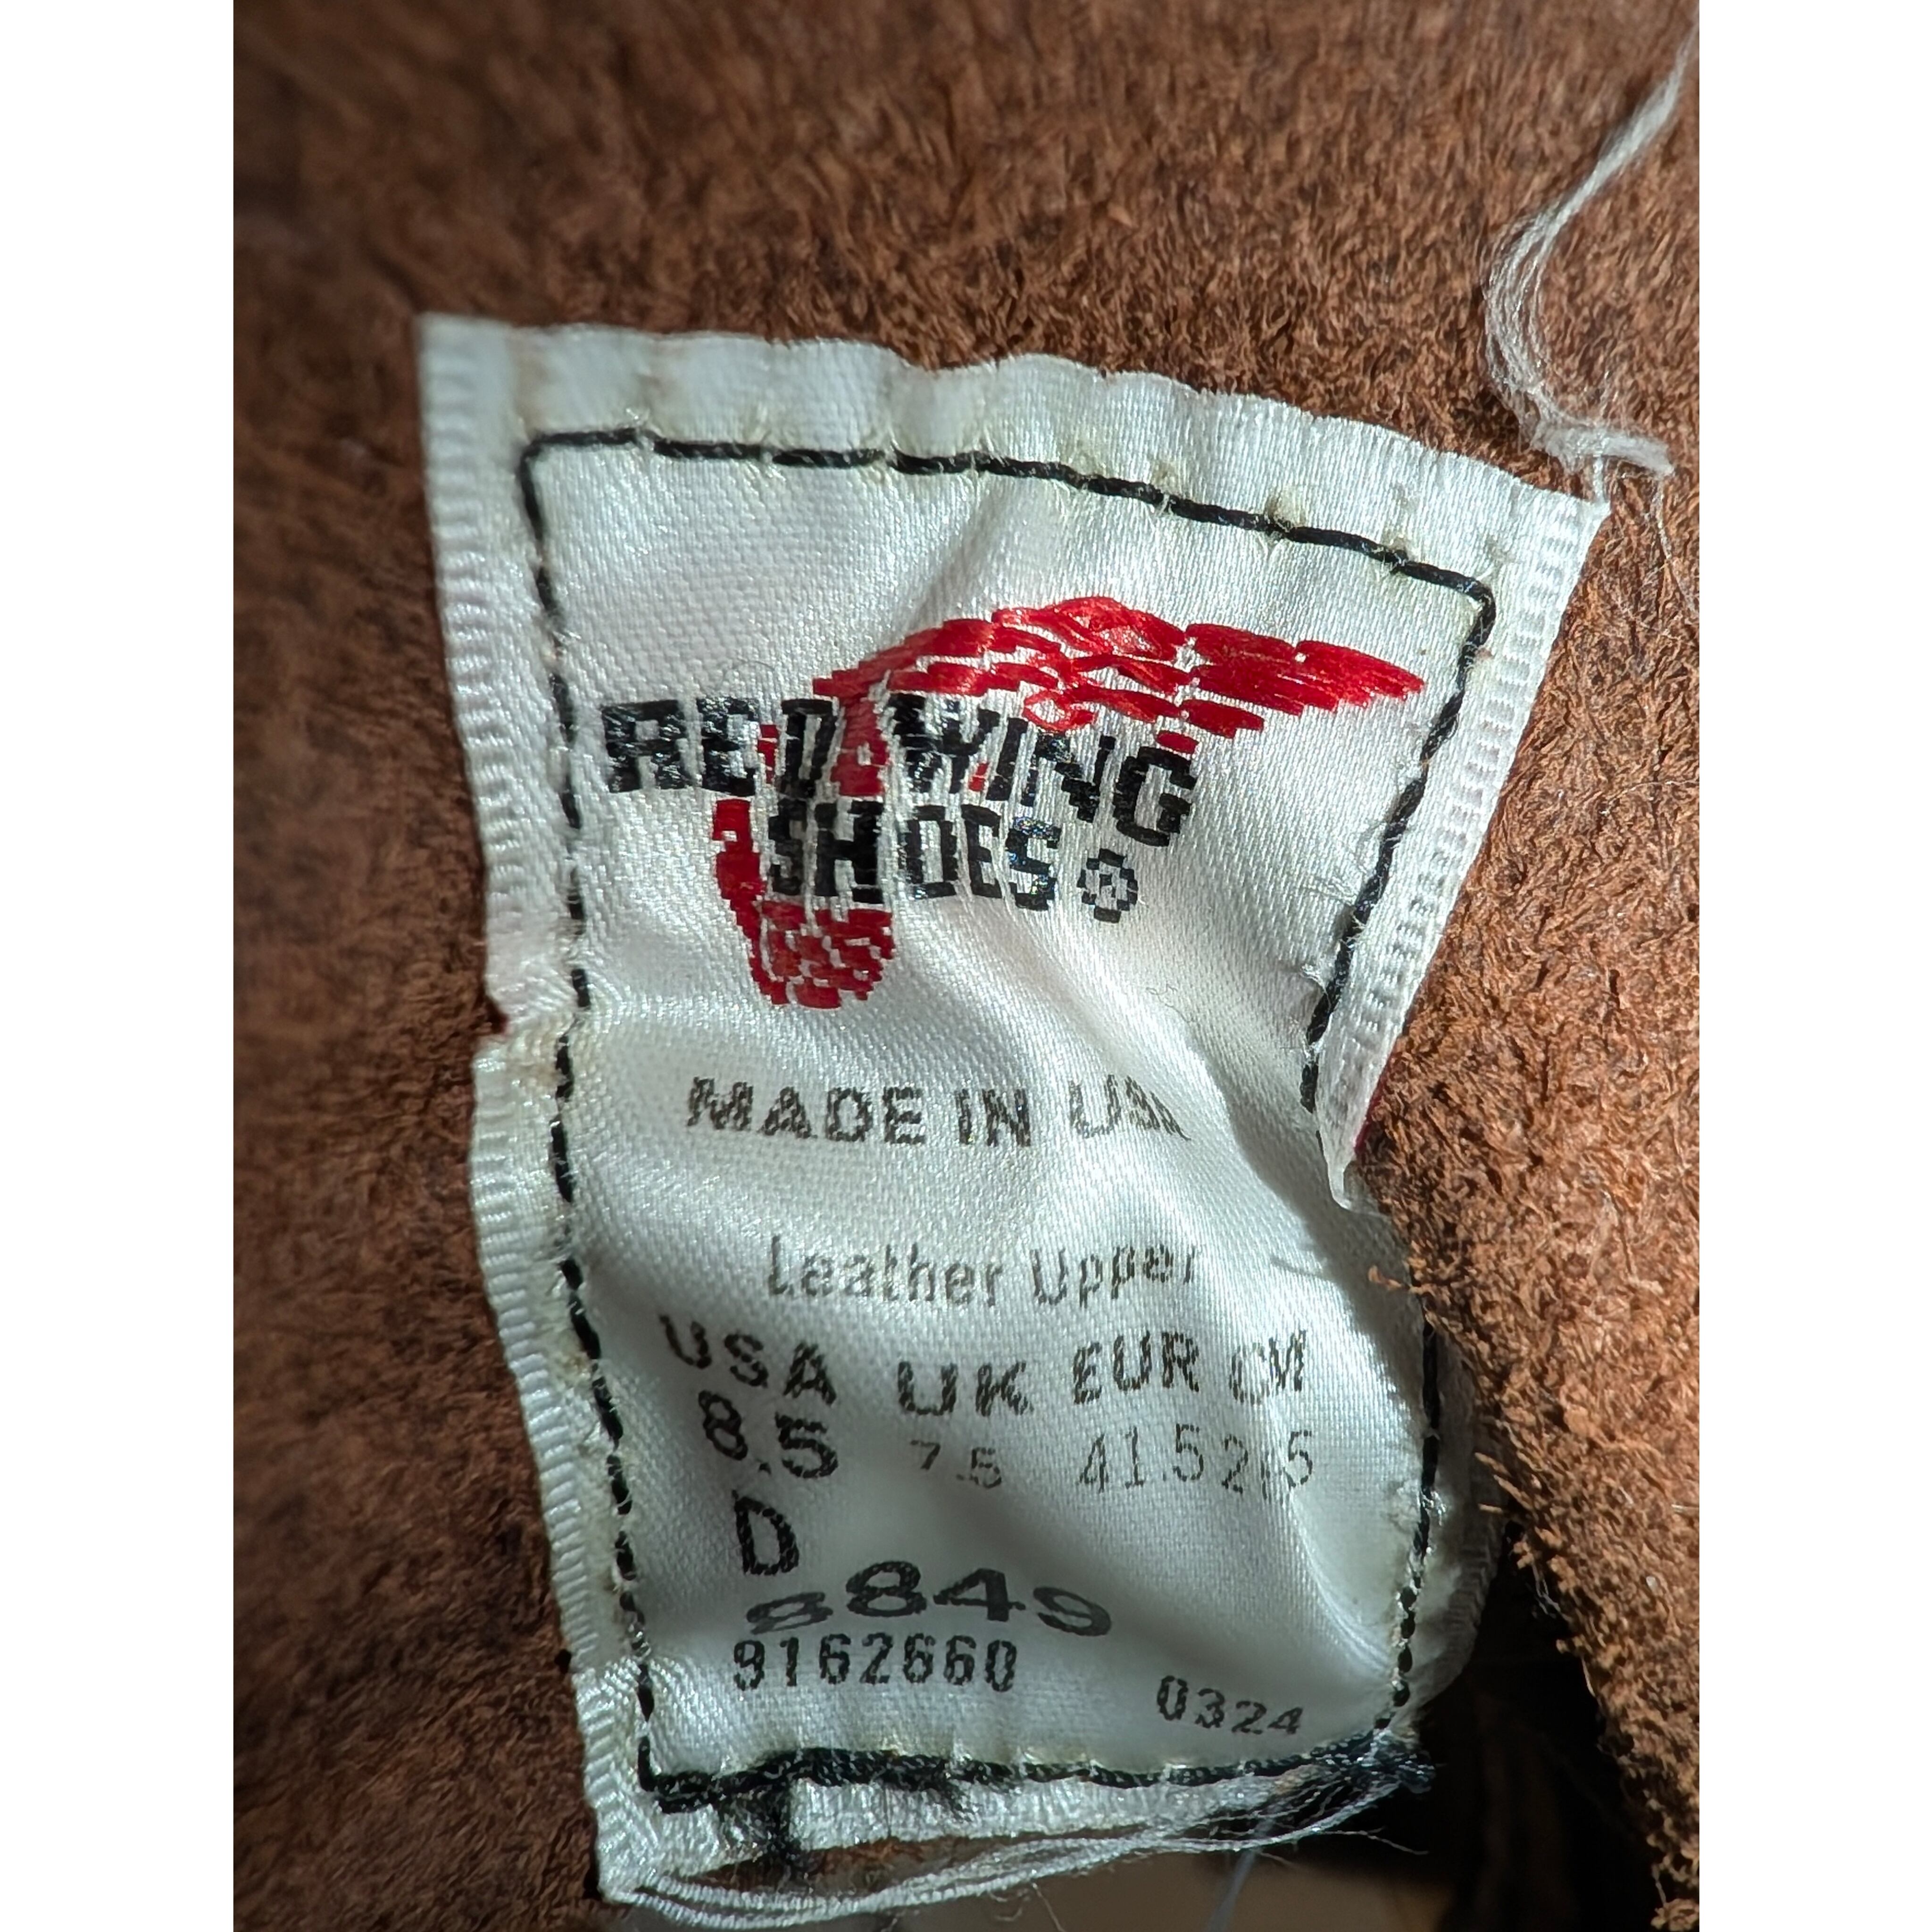 RED WING
SHOES®
MADE IN USA
Leather Upper
USA UK EUR CM
8.5 7.5 41.5 26.5
D
8849
9162660
0324